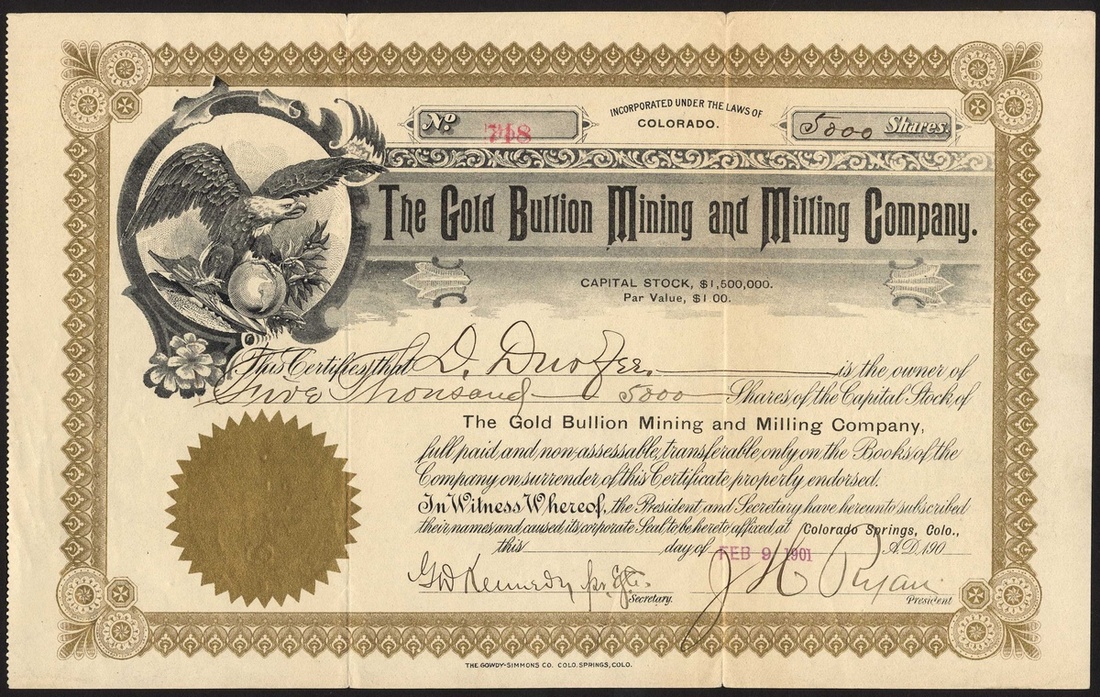 No. 718
INCORPORATED UNDER THE LAWS OF
COLORADO.
5000 Shares.
The Gold Bullion Mining and Milling Company.
CAPITAL STOCK, $1,500,000.
Par Value, $1 00.
This Certifies that D. is the owner of
Five Thousand 5000 Shares of the Capital Stock of
The Gold Bullion Mining and Milling Company,
full paid and non-assessable, transferable only on the Books of the
Company on surrender of this Certificate properly endorsed.
In Witness Whereof, the President and Secretary have hereunto subscribed
their names and caused its corporate Seal to be hereto affixed at Colorado Springs, Colo.,
this day of FEB 9 1901 A.D. 190
Kennedy J H Ryan
Secretary. President
THE GOWDY-SIMMONS CO. COLO. SPRINGS, COLO.